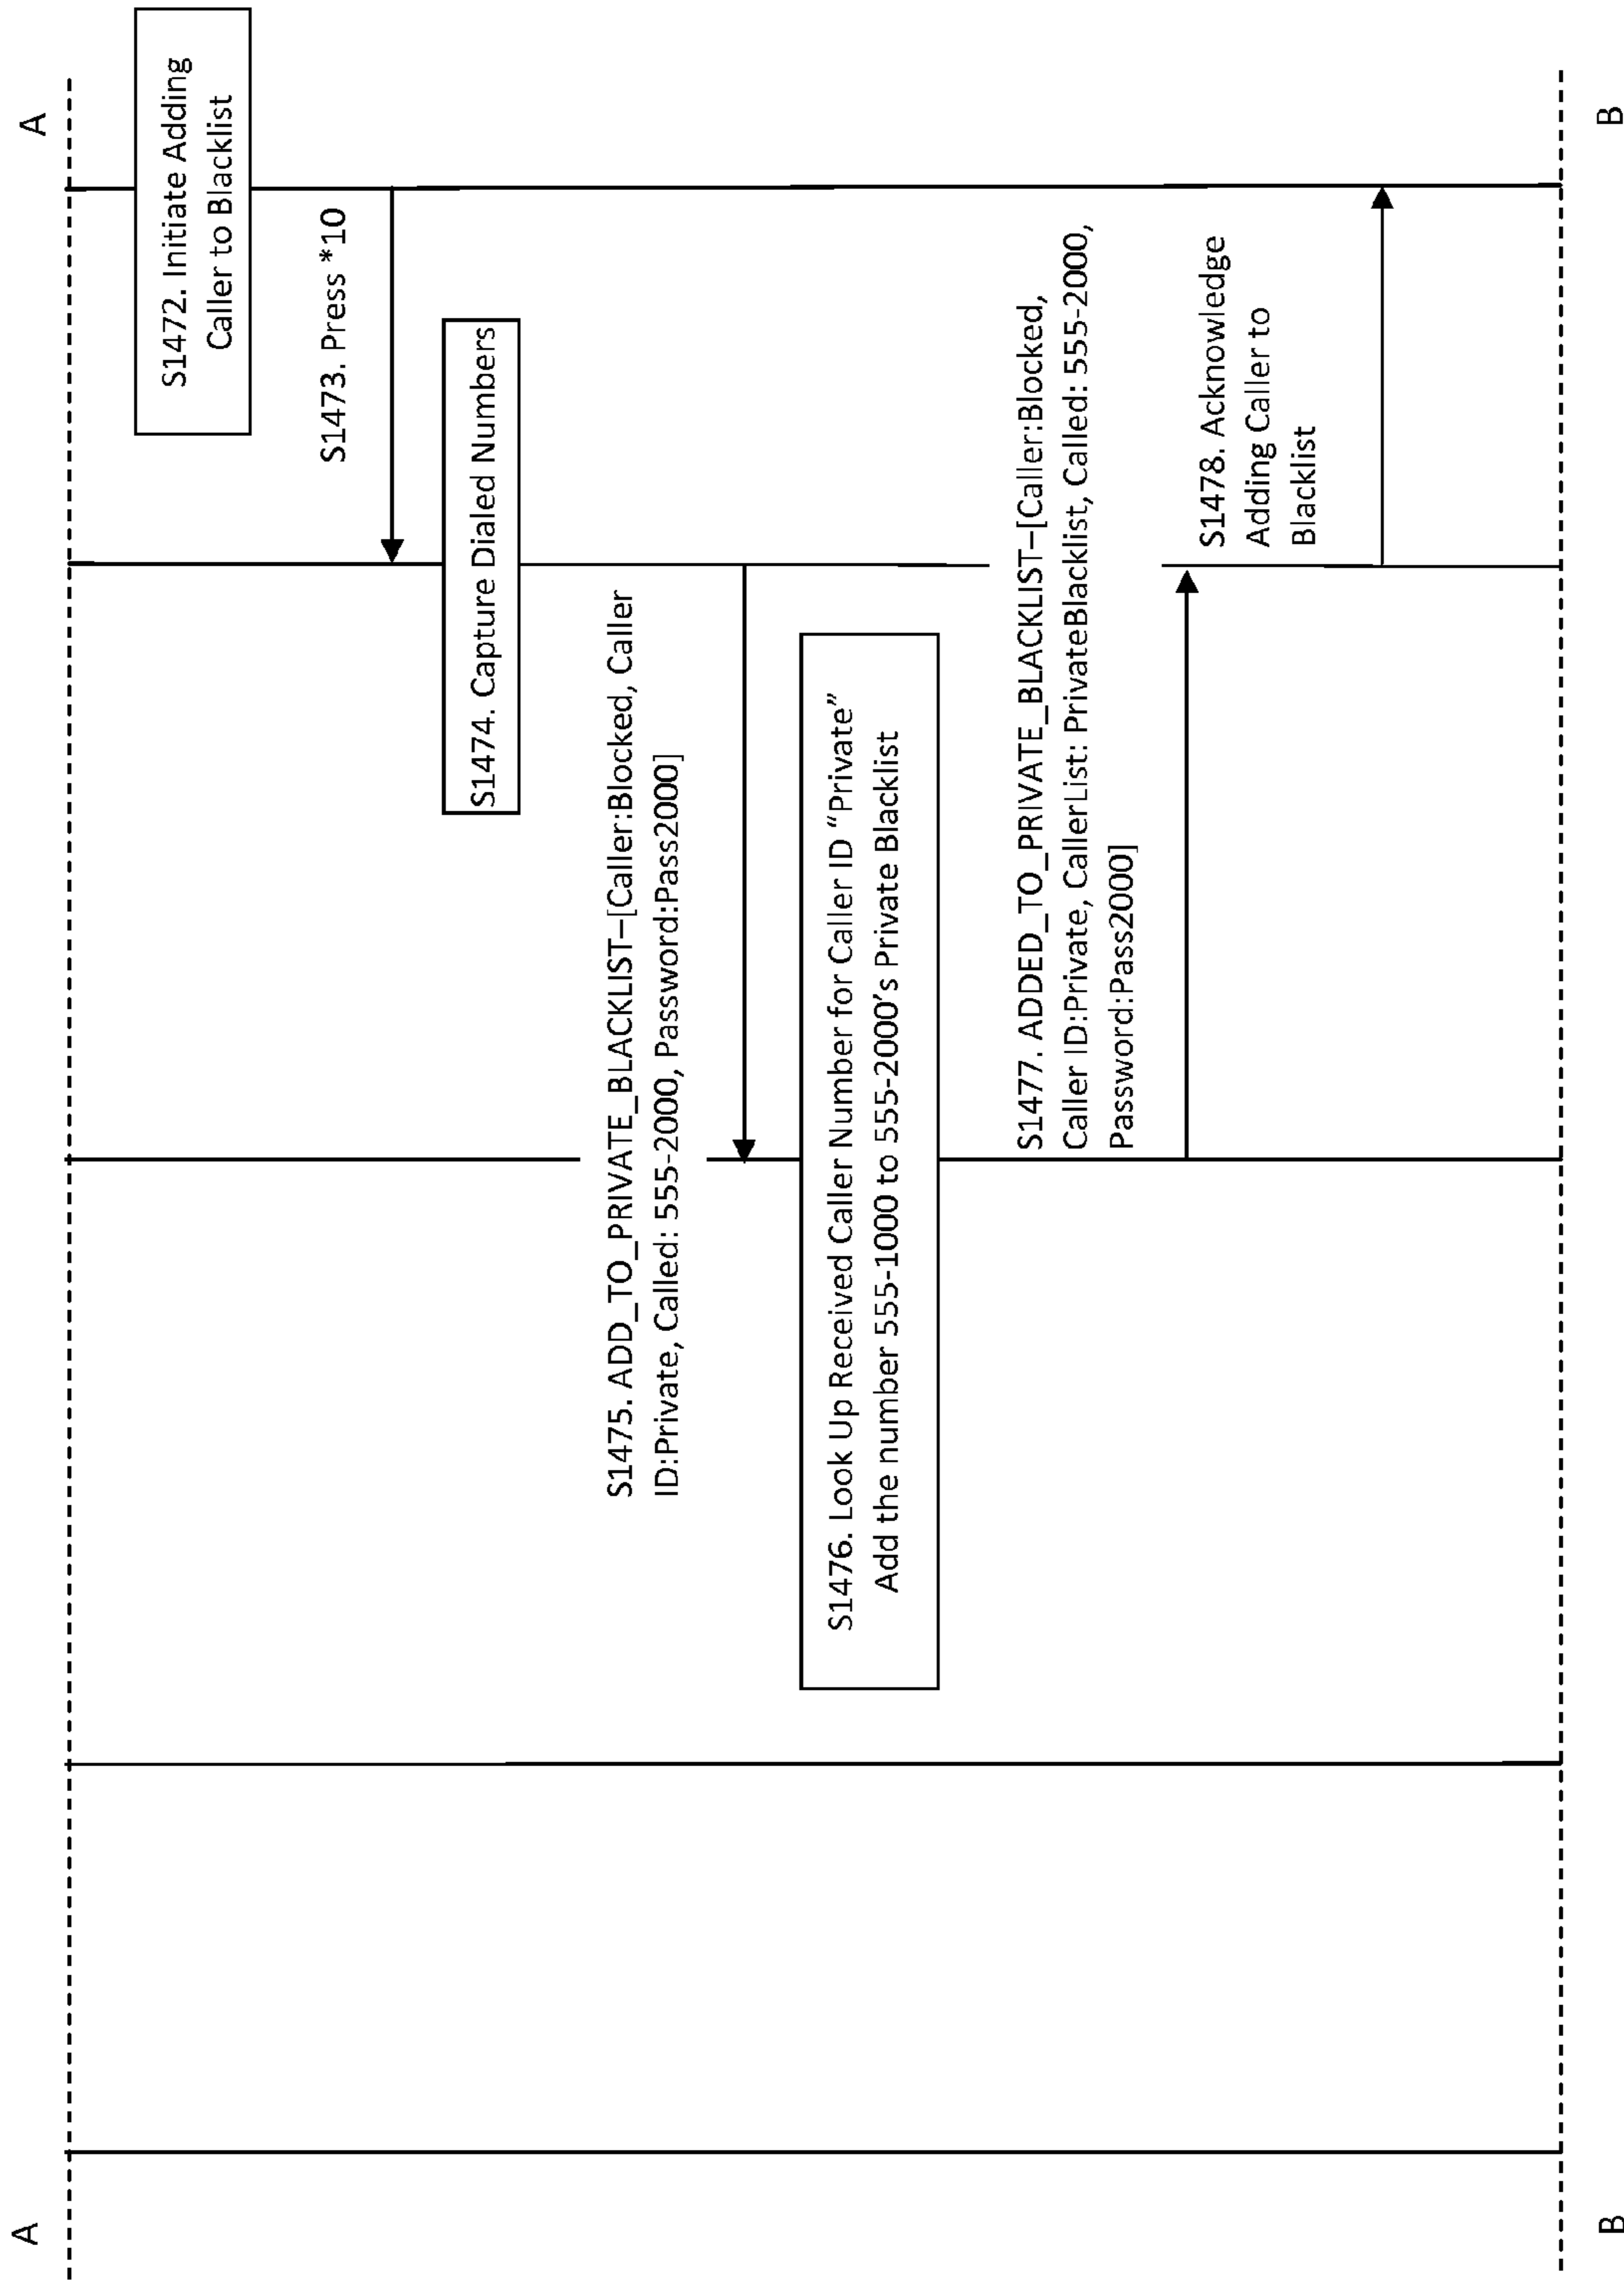 A
A
S1472. Initiate Adding
Caller to Blacklist
S1473. Press *10
S1474. Capture Dialed Numbers
S1475. ADD_TO_PRIVATE_BLACKLIST–[Caller:Blocked, Caller
ID:Private, Called: 555-2000, Password:Pass2000]
S1476. Look Up Received Caller Number for Caller ID “Private”
Add the number 555-1000 to 555-2000’s Private Blacklist
S1477. ADDED_TO_PRIVATE_BLACKLIST–[Caller:Blocked,
Caller ID:Private, CallerList: PrivateBlacklist, Called: 555-2000,
Password:Pass2000]
S1478. Acknowledge
Adding Caller to
Blacklist
B
B